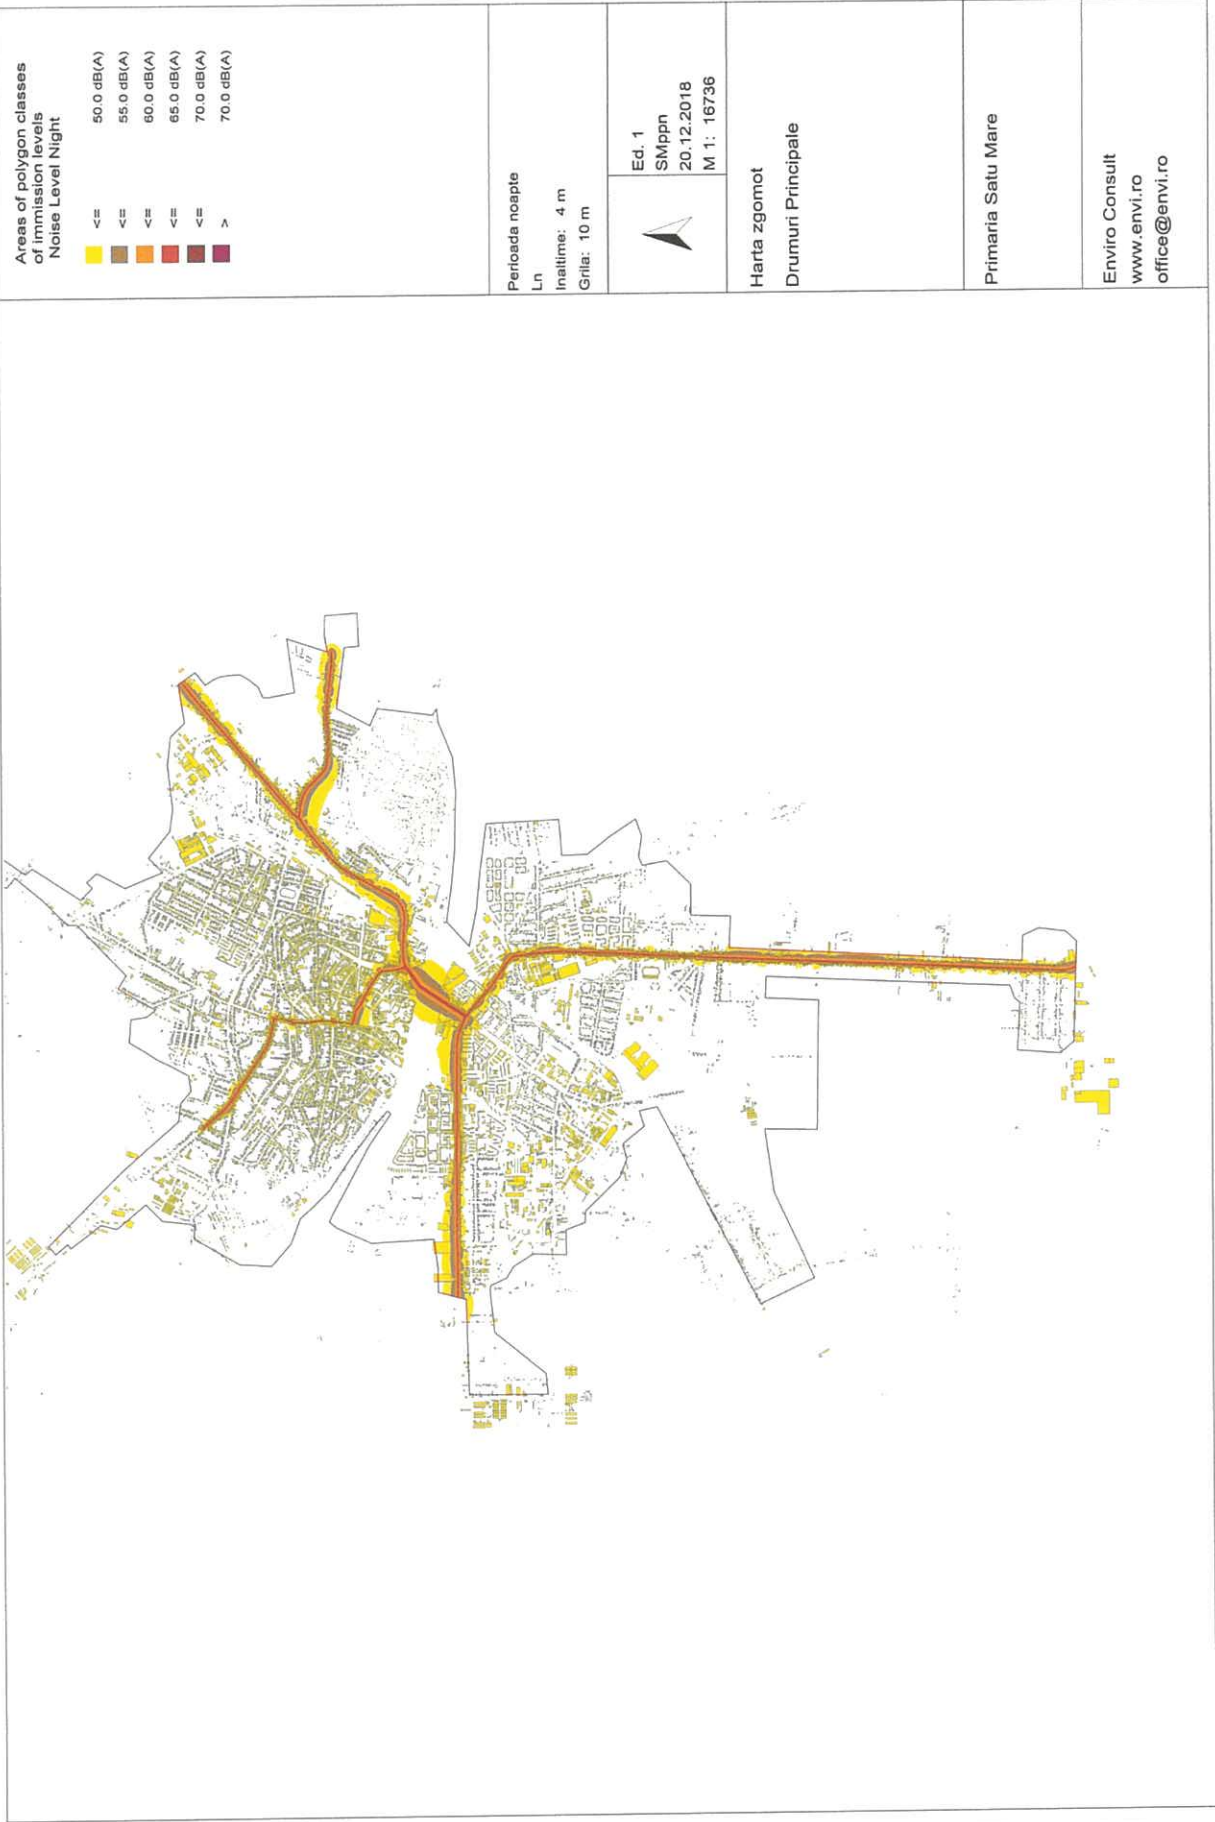 Areas of polygon classes
of immission levels
Noise Level Night
<= 50.0 dB(A)
<= 55.0 dB(A)
<= 60.0 dB(A)
<= 65.0 dB(A)
<= 70.0 dB(A)
> 70.0 dB(A)
Perioada noapte
Ln
Inaltime: 4 m
Grila: 10 m
Ed. 1
SMppn
20.12.2018
M 1: 16736
Harta zgomot
Drumuri Principale
Primaria Satu Mare
Enviro Consult
www.envi.ro
office@envi.ro